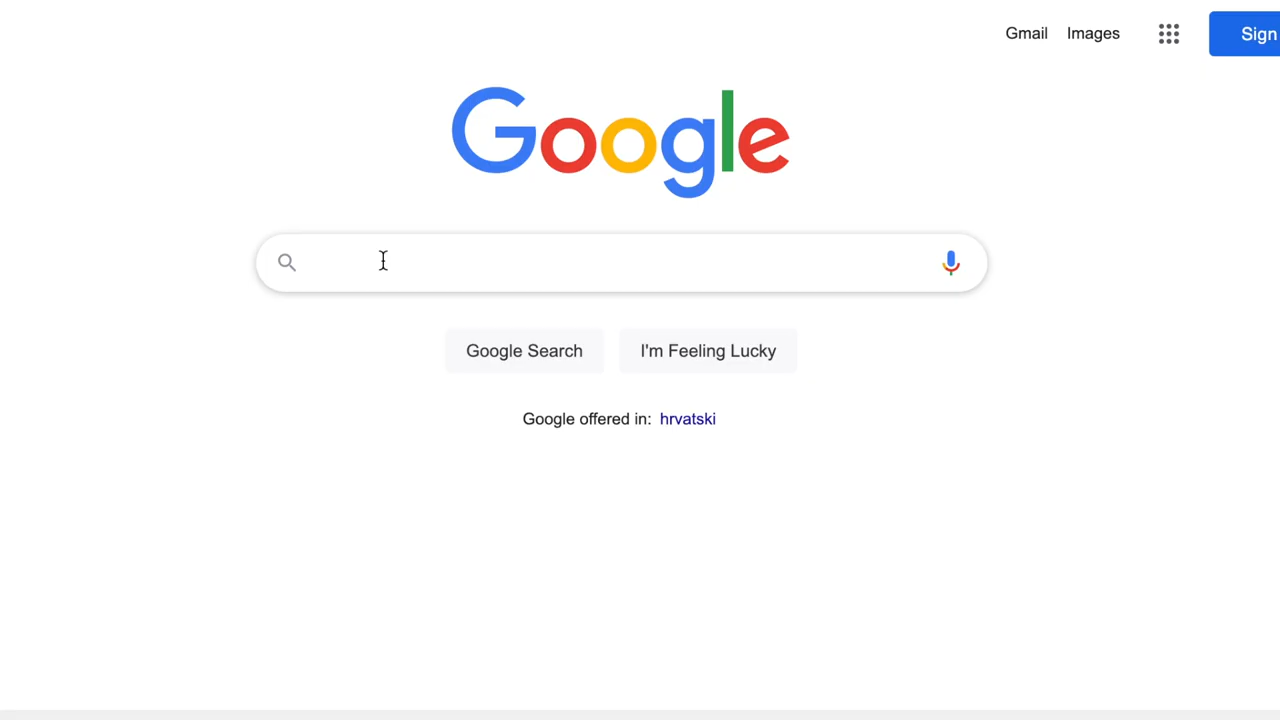 Gmail Images
Sign
Google
Google Search I'm Feeling Lucky
Google offered in: hrvatski